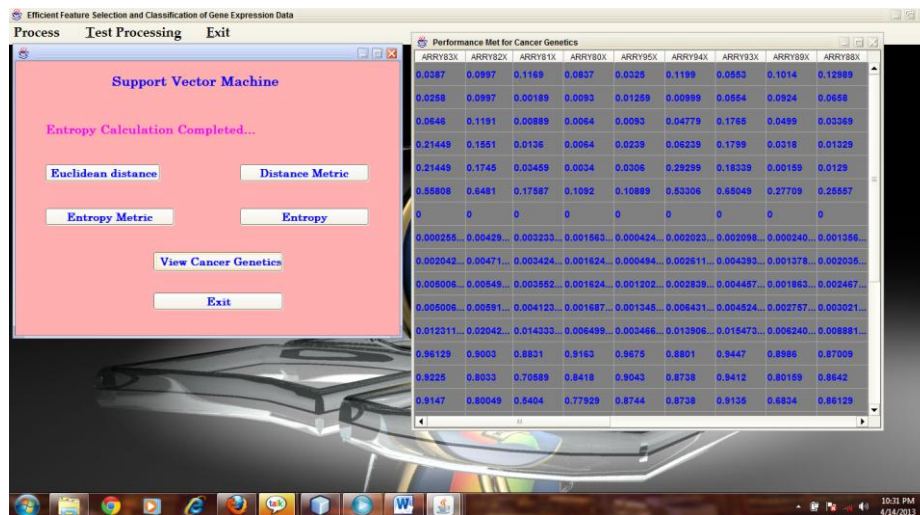 Efficient Feature Selection and Classification of Gene Expression Data
Process Test Processing Exit
Support Vector Machine
Entropy Calculation Completed...
Euclidean distance Distance Metric
Entropy Metric Entropy
View Cancer Genetics
Exit
Performance Met for Cancer Genetics
ARRY83X ARRY82X ARRY81X ARRY80X ARRY95X ARRY94X ARRY93X ARRY89X ARRY88X
0.0387 0.0997 0.1169 0.0837 0.0325 0.1199 0.0553 0.1014 0.12989
0.0258 0.0997 0.00189 0.0093 0.01259 0.00999 0.0554 0.0924 0.0658
0.0646 0.1191 0.00889 0.0064 0.0093 0.04779 0.1765 0.0499 0.03369
0.21449 0.1551 0.0136 0.0064 0.0239 0.06239 0.1799 0.0318 0.01329
0.21449 0.1745 0.03459 0.0034 0.0306 0.29299 0.18339 0.00159 0.0129
0.55808 0.6481 0.17587 0.1092 0.10889 0.53306 0.65049 0.27709 0.25557
0 0 0 0 0 0 0 0 0
0.000255... 0.00429... 0.003233... 0.001563... 0.000424... 0.002023... 0.002098... 0.000240... 0.001356...
0.002042... 0.00471... 0.003424... 0.001624... 0.000494... 0.002611... 0.004393... 0.001378... 0.002035...
0.005006... 0.00549... 0.003552... 0.001624... 0.001202... 0.002839... 0.004457... 0.001863... 0.002467...
0.005006... 0.00591... 0.004123... 0.001687... 0.001345... 0.006431... 0.004524... 0.002757... 0.003021...
0.012311... 0.02042... 0.014333... 0.006499... 0.003466... 0.013906... 0.015473... 0.006240... 0.008881...
0.96129 0.9003 0.8831 0.9163 0.9675 0.8801 0.9447 0.8986 0.87009
0.9225 0.8033 0.70589 0.8418 0.9043 0.8738 0.9412 0.80159 0.8642
0.9147 0.80049 0.5404 0.77929 0.8744 0.8738 0.9135 0.6834 0.86129
talk
10:31 PM
4/14/2013